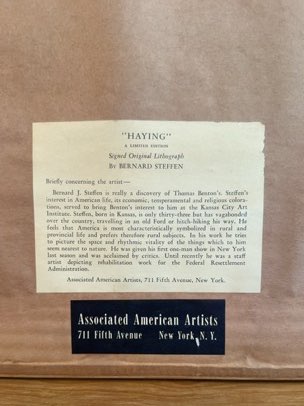 "HAYING"
A LIMITED EDITION
Signed Original Lithograph
By BERNARD STEFFEN
Briefly concerning the artist—
Bernard J. Steffen is really a discovery of Thomas Benton's. Steffen's
interest in American life, its economic, temperamental and religious colora-
tions, served to bring Benton's interest to him at the Kansas City Art
Institute. Steffen, born in Kansas, is only thirty-three but has vagabonded
over the country, travelling in an old Ford or hitch-hiking his way. He
feels that America is most characteristically symbolized in rural and
provincial life and prefers therefore rural topics. In his work he tries
to picture the space and rhythmic vitality of the things which to him
seem nearest to nature. He was given his first one-man show in New York
last season and was acclaimed by critics. Until recently he was a staff
artist depicting rehabilitation work for the Federal Resettlement
Administration.
Associated American Artists, 711 Fifth Avenue, New York.
Associated American Artists
711 Fifth Avenue New York, N. Y.